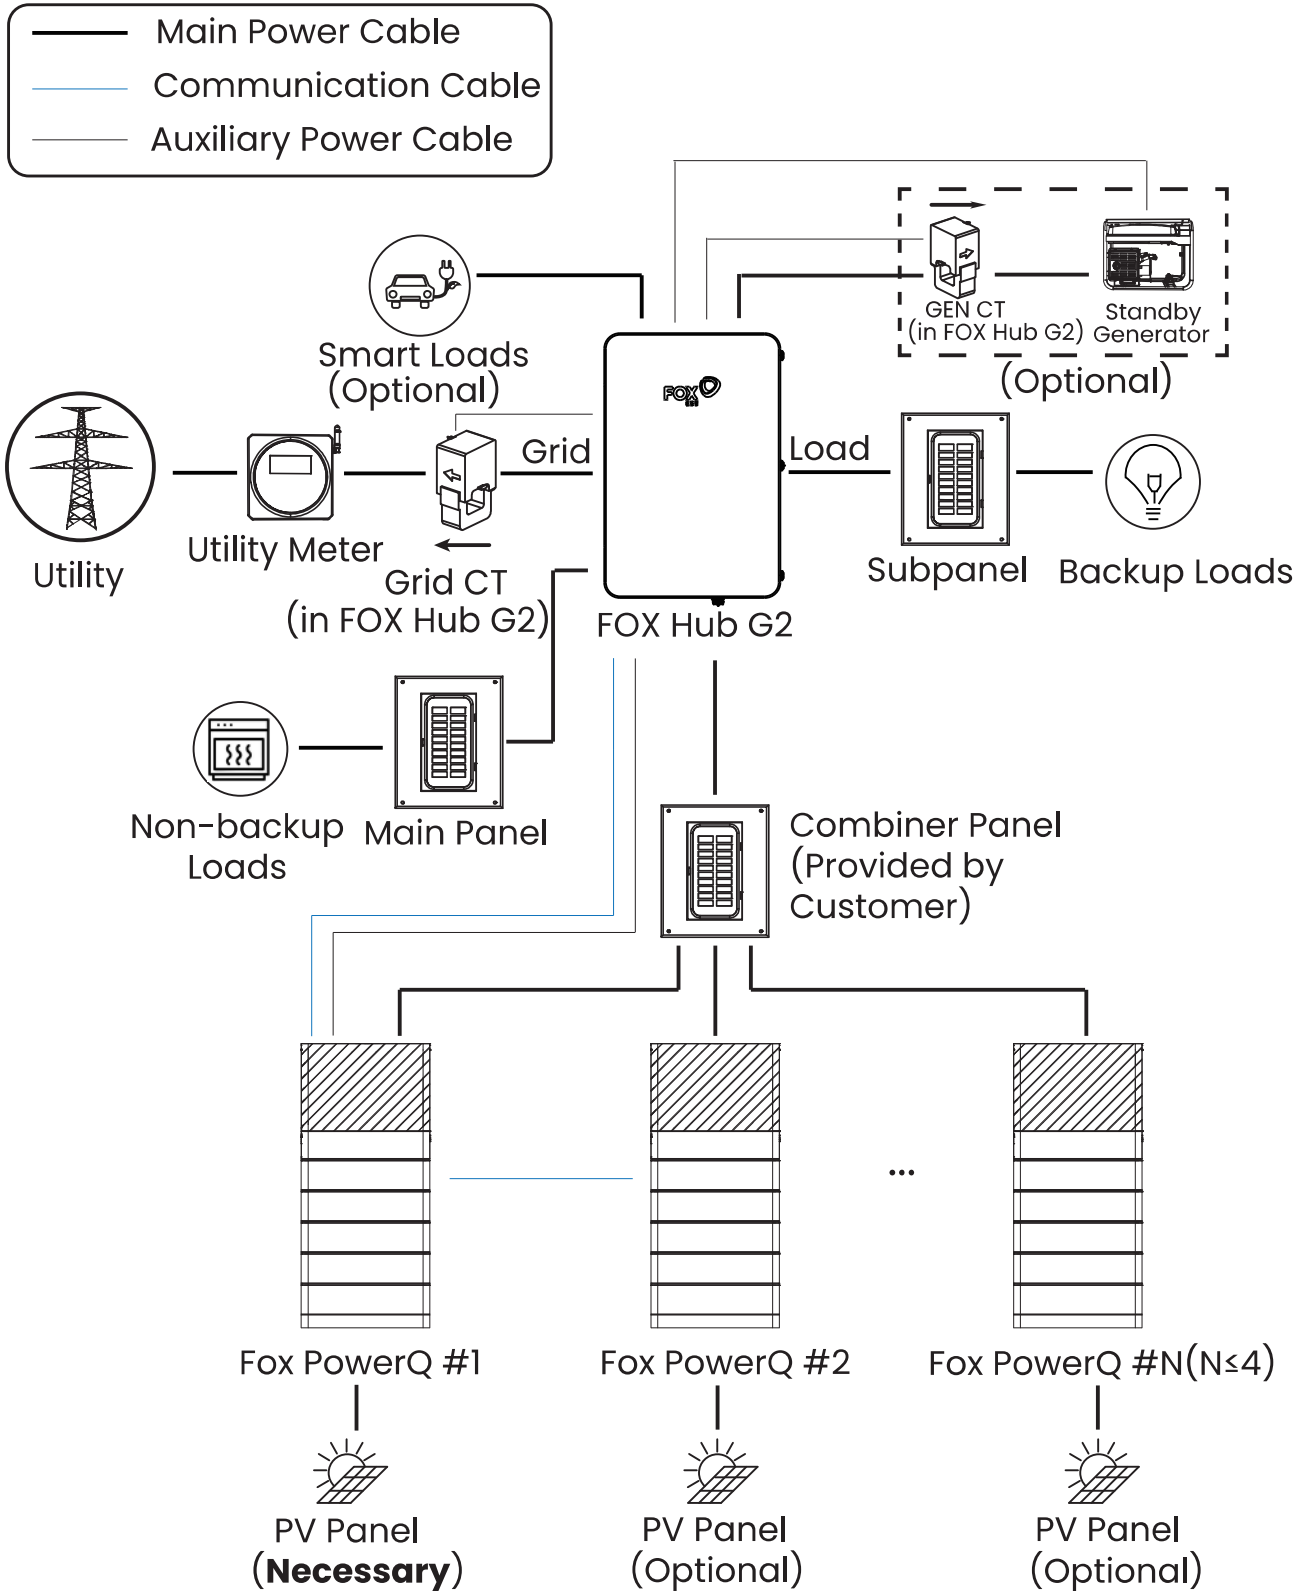 Main Power Cable
Communication Cable
Auxiliary Power Cable
GEN CT
(in FOX Hub G2)
Standby
Generator
(Optional)
Smart Loads
(Optional)
FOX
ESS
Grid
Load
Utility
Utility Meter
Grid CT
(in FOX Hub G2)
FOX Hub G2
Subpanel
Backup Loads
Non-backup
Loads
Main Panel
Combiner Panel
(Provided by
Customer)
...
Fox PowerQ #1
Fox PowerQ #2
Fox PowerQ #N(N≤4)
PV Panel
(Necessary)
PV Panel
(Optional)
PV Panel
(Optional)